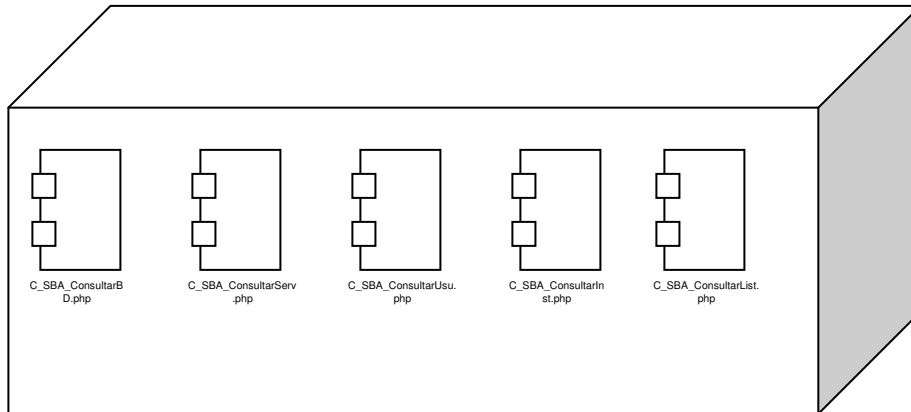 C_SBA_ConsultarB
D.php
C_SBA_ConsultarServ
.php
C_SBA_ConsultarUsu.
php
C_SBA_ConsultarIn
st.php
C_SBA_ConsultarList.
php